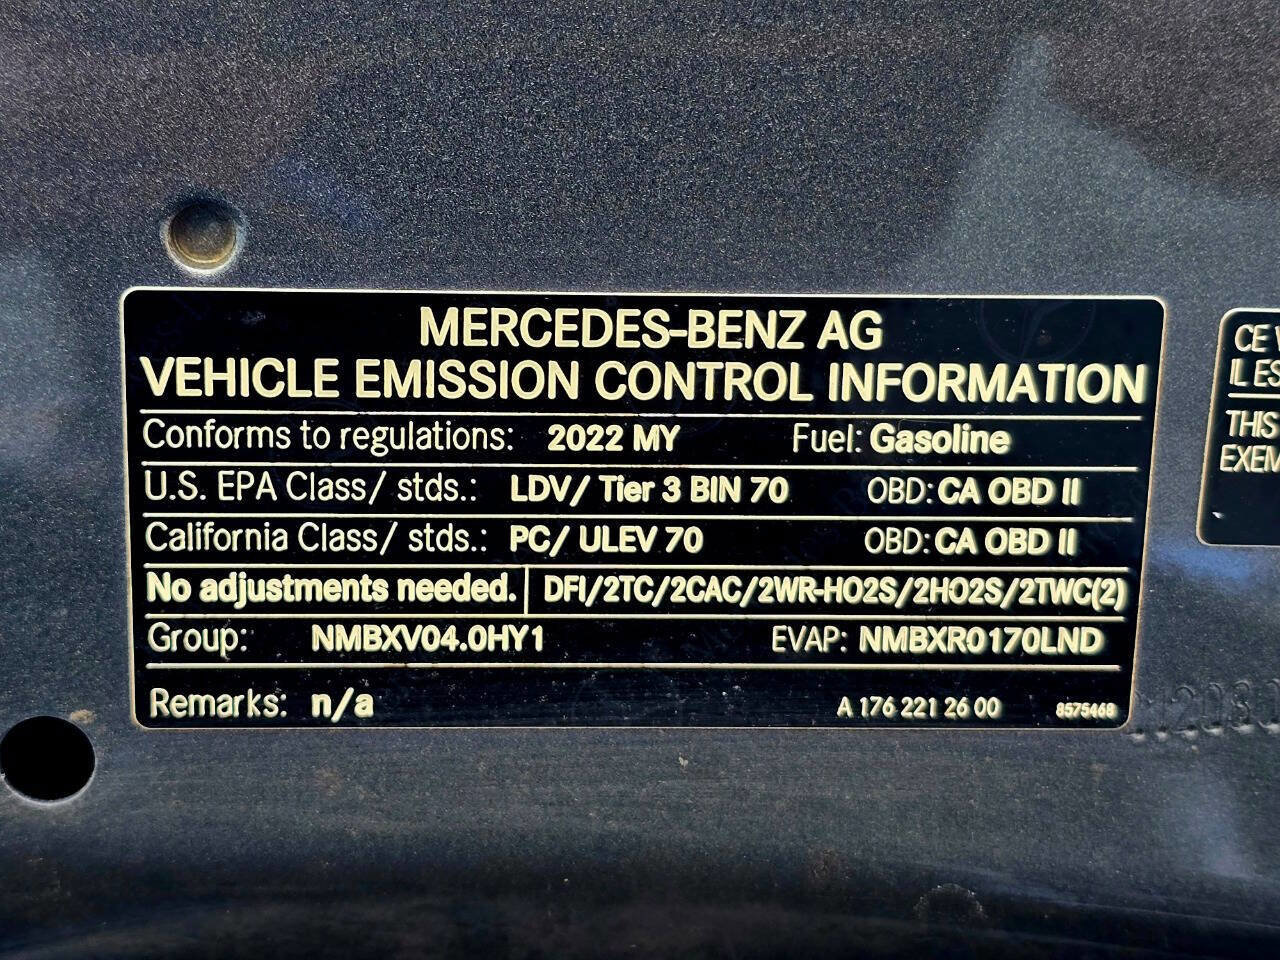 MERCEDES-BENZ AG
VEHICLE EMISSION CONTROL INFORMATION
Conforms to regulations: 2022 MY Fuel: Gasoline
U.S. EPA Class/ stds.: LDV/ Tier 3 BIN 70 OBD: CA OBD II
California Class/ stds.: PC/ ULEV 70 OBD: CA OBD II
No adjustments needed. DFI/2TC/2CAC/2WR-HO2S/2HO2S/2TWC(2)
Group: NMBXV04.0HY1 EVAP: NMBXR0170LND
Remarks: n/a A 176 221 26 00 8575468
CE
IL
THIS